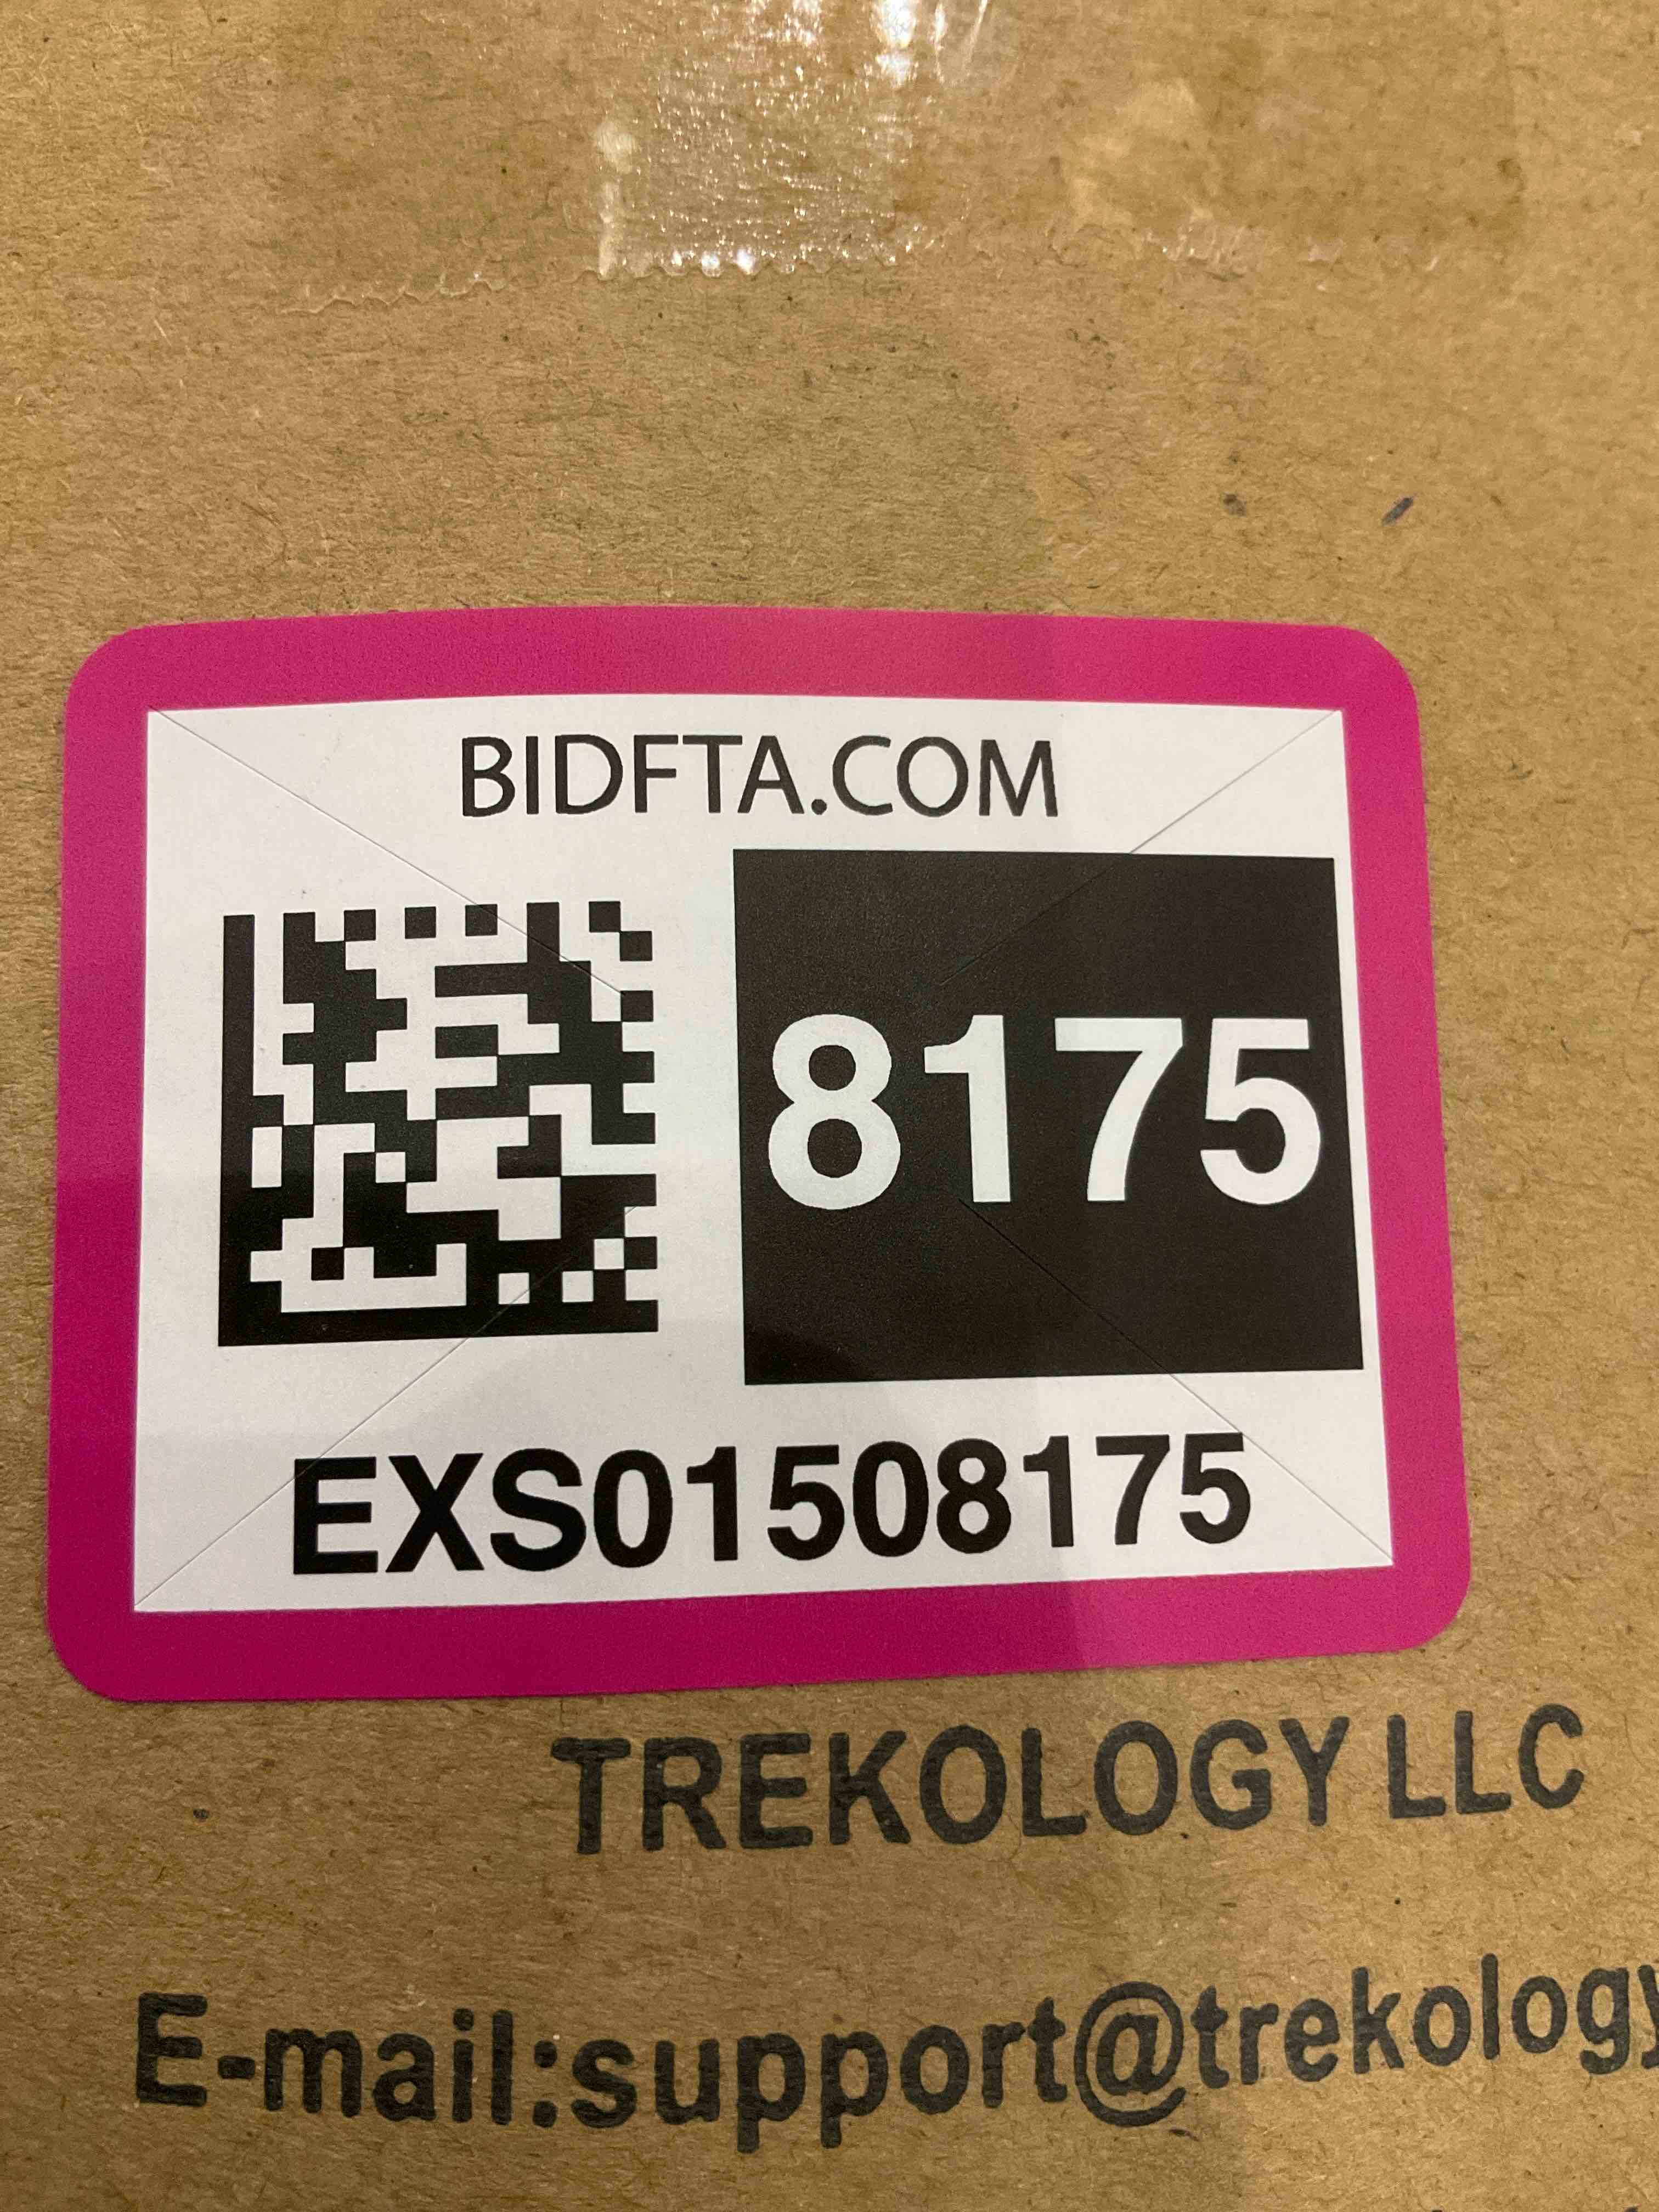 BIDFTA.COM
8175
EXS01508175
TREKOLOGY LLC
E-mail:support@trekology